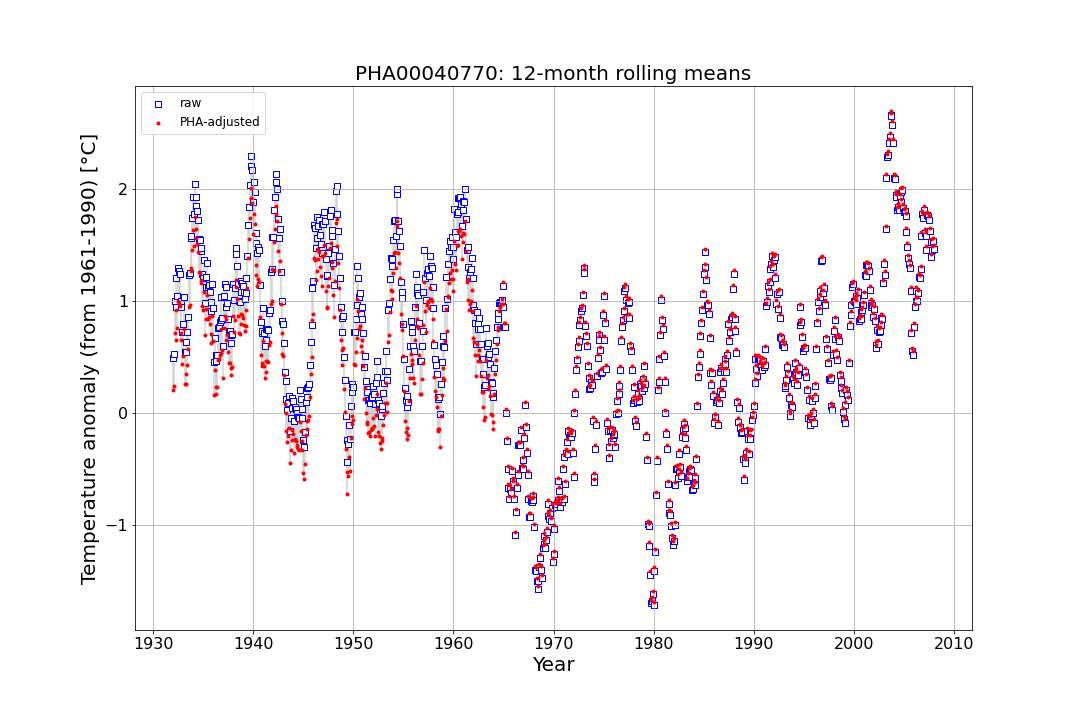 PHA00040770: 12-month rolling means
raw
PHA-adjusted
Temperature anomaly (from 1961-1990) [°C]
2
1
0
−1
1930 1940 1950 1960 1970 1980 1990 2000 2010
Year